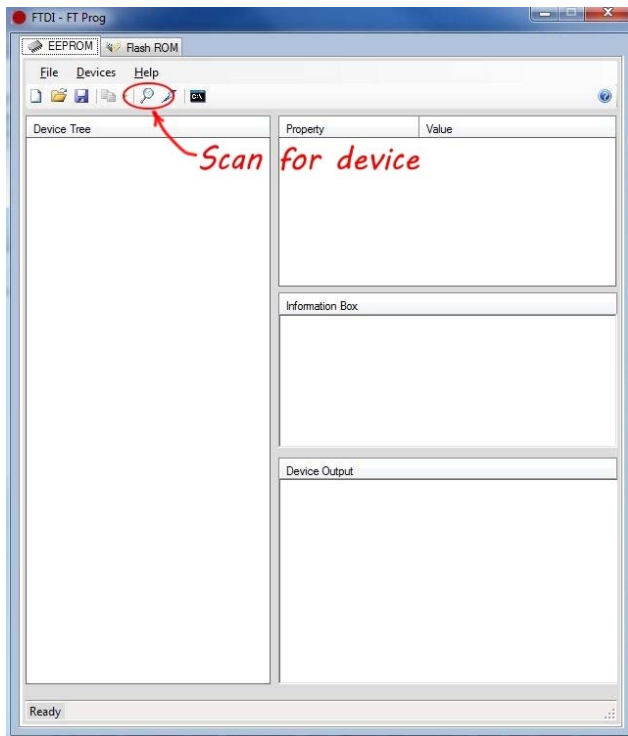 FTDI - FT Prog
EEPROM Flash ROM
File Devices Help
C:\
Device Tree
Property Value
Scan for device
Information Box
Device Output
Ready